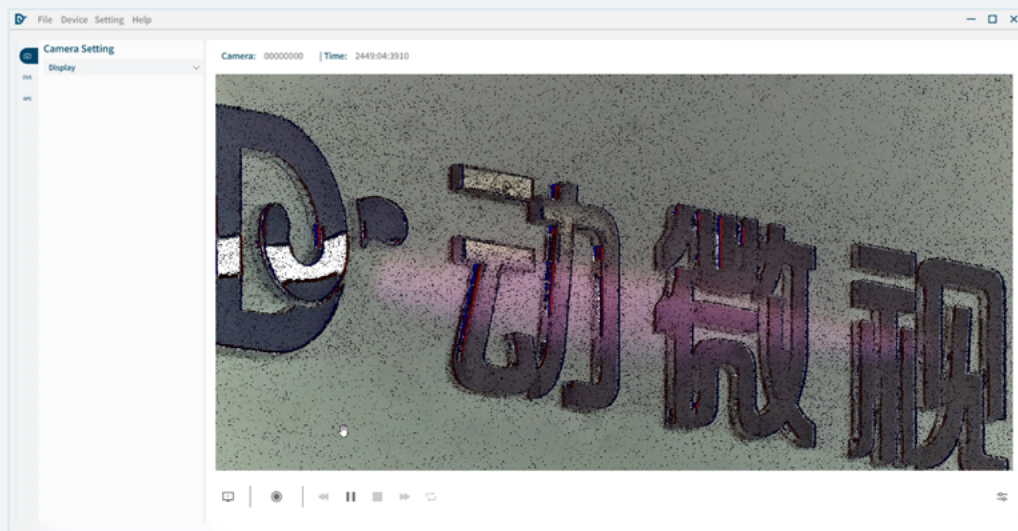 File Device Setting Help
Camera Setting
Display
Camera: 00000000 | Time: 2449:04:3910
DVS
APS
动微视